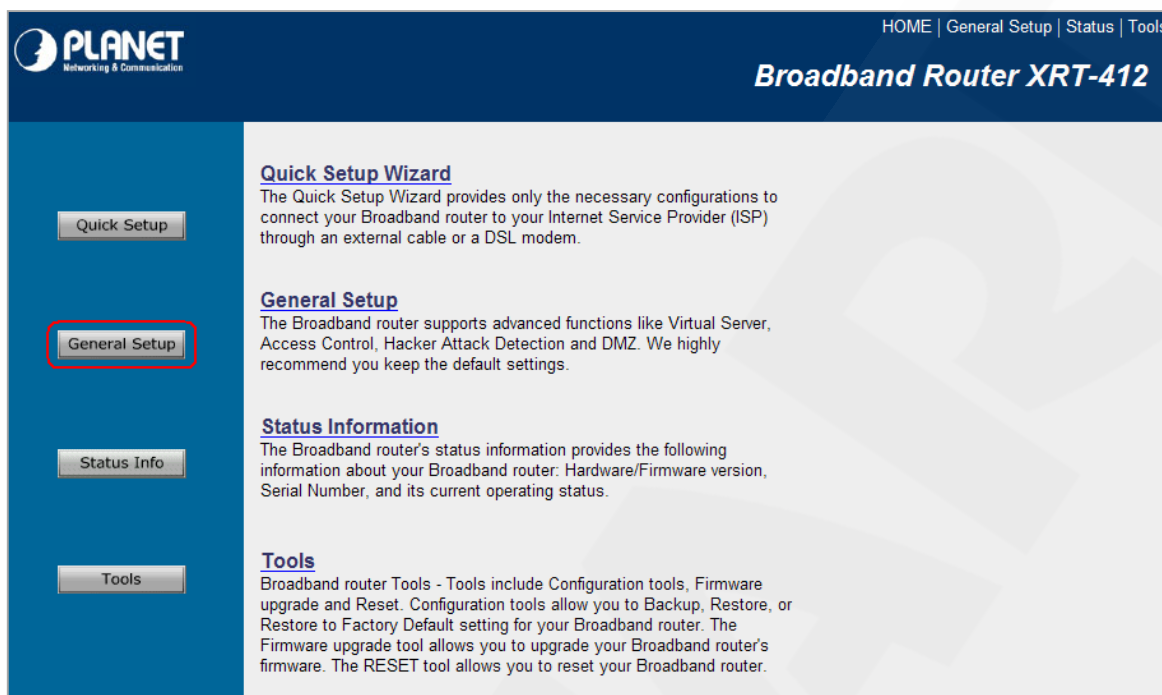 PLANET
Networking & Communication
HOME | General Setup | Status | Tools
Broadband Router XRT-412
Quick Setup
General Setup
Status Info
Tools
Quick Setup Wizard
The Quick Setup Wizard provides only the necessary configurations to
connect your Broadband router to your Internet Service Provider (ISP)
through an external cable or a DSL modem.
General Setup
The Broadband router supports advanced functions like Virtual Server,
Access Control, Hacker Attack Detection and DMZ. We highly
recommend you keep the default settings.
Status Information
The Broadband router's status information provides the following
information about your Broadband router: Hardware/Firmware version,
Serial Number, and its current operating status.
Tools
Broadband router Tools - Tools include Configuration tools, Firmware
upgrade and Reset. Configuration tools allow you to Backup, Restore, or
Restore to Factory Default setting for your Broadband router. The
Firmware upgrade tool allows you to upgrade your Broadband router's
firmware. The RESET tool allows you to reset your Broadband router.